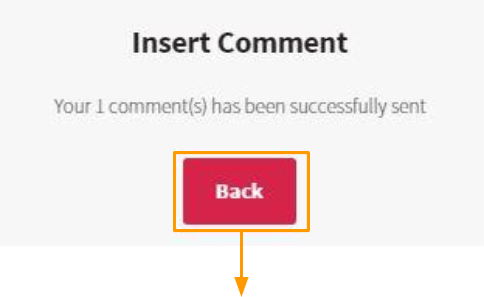 Insert Comment
Your 1 comment(s) has been successfully sent
Back